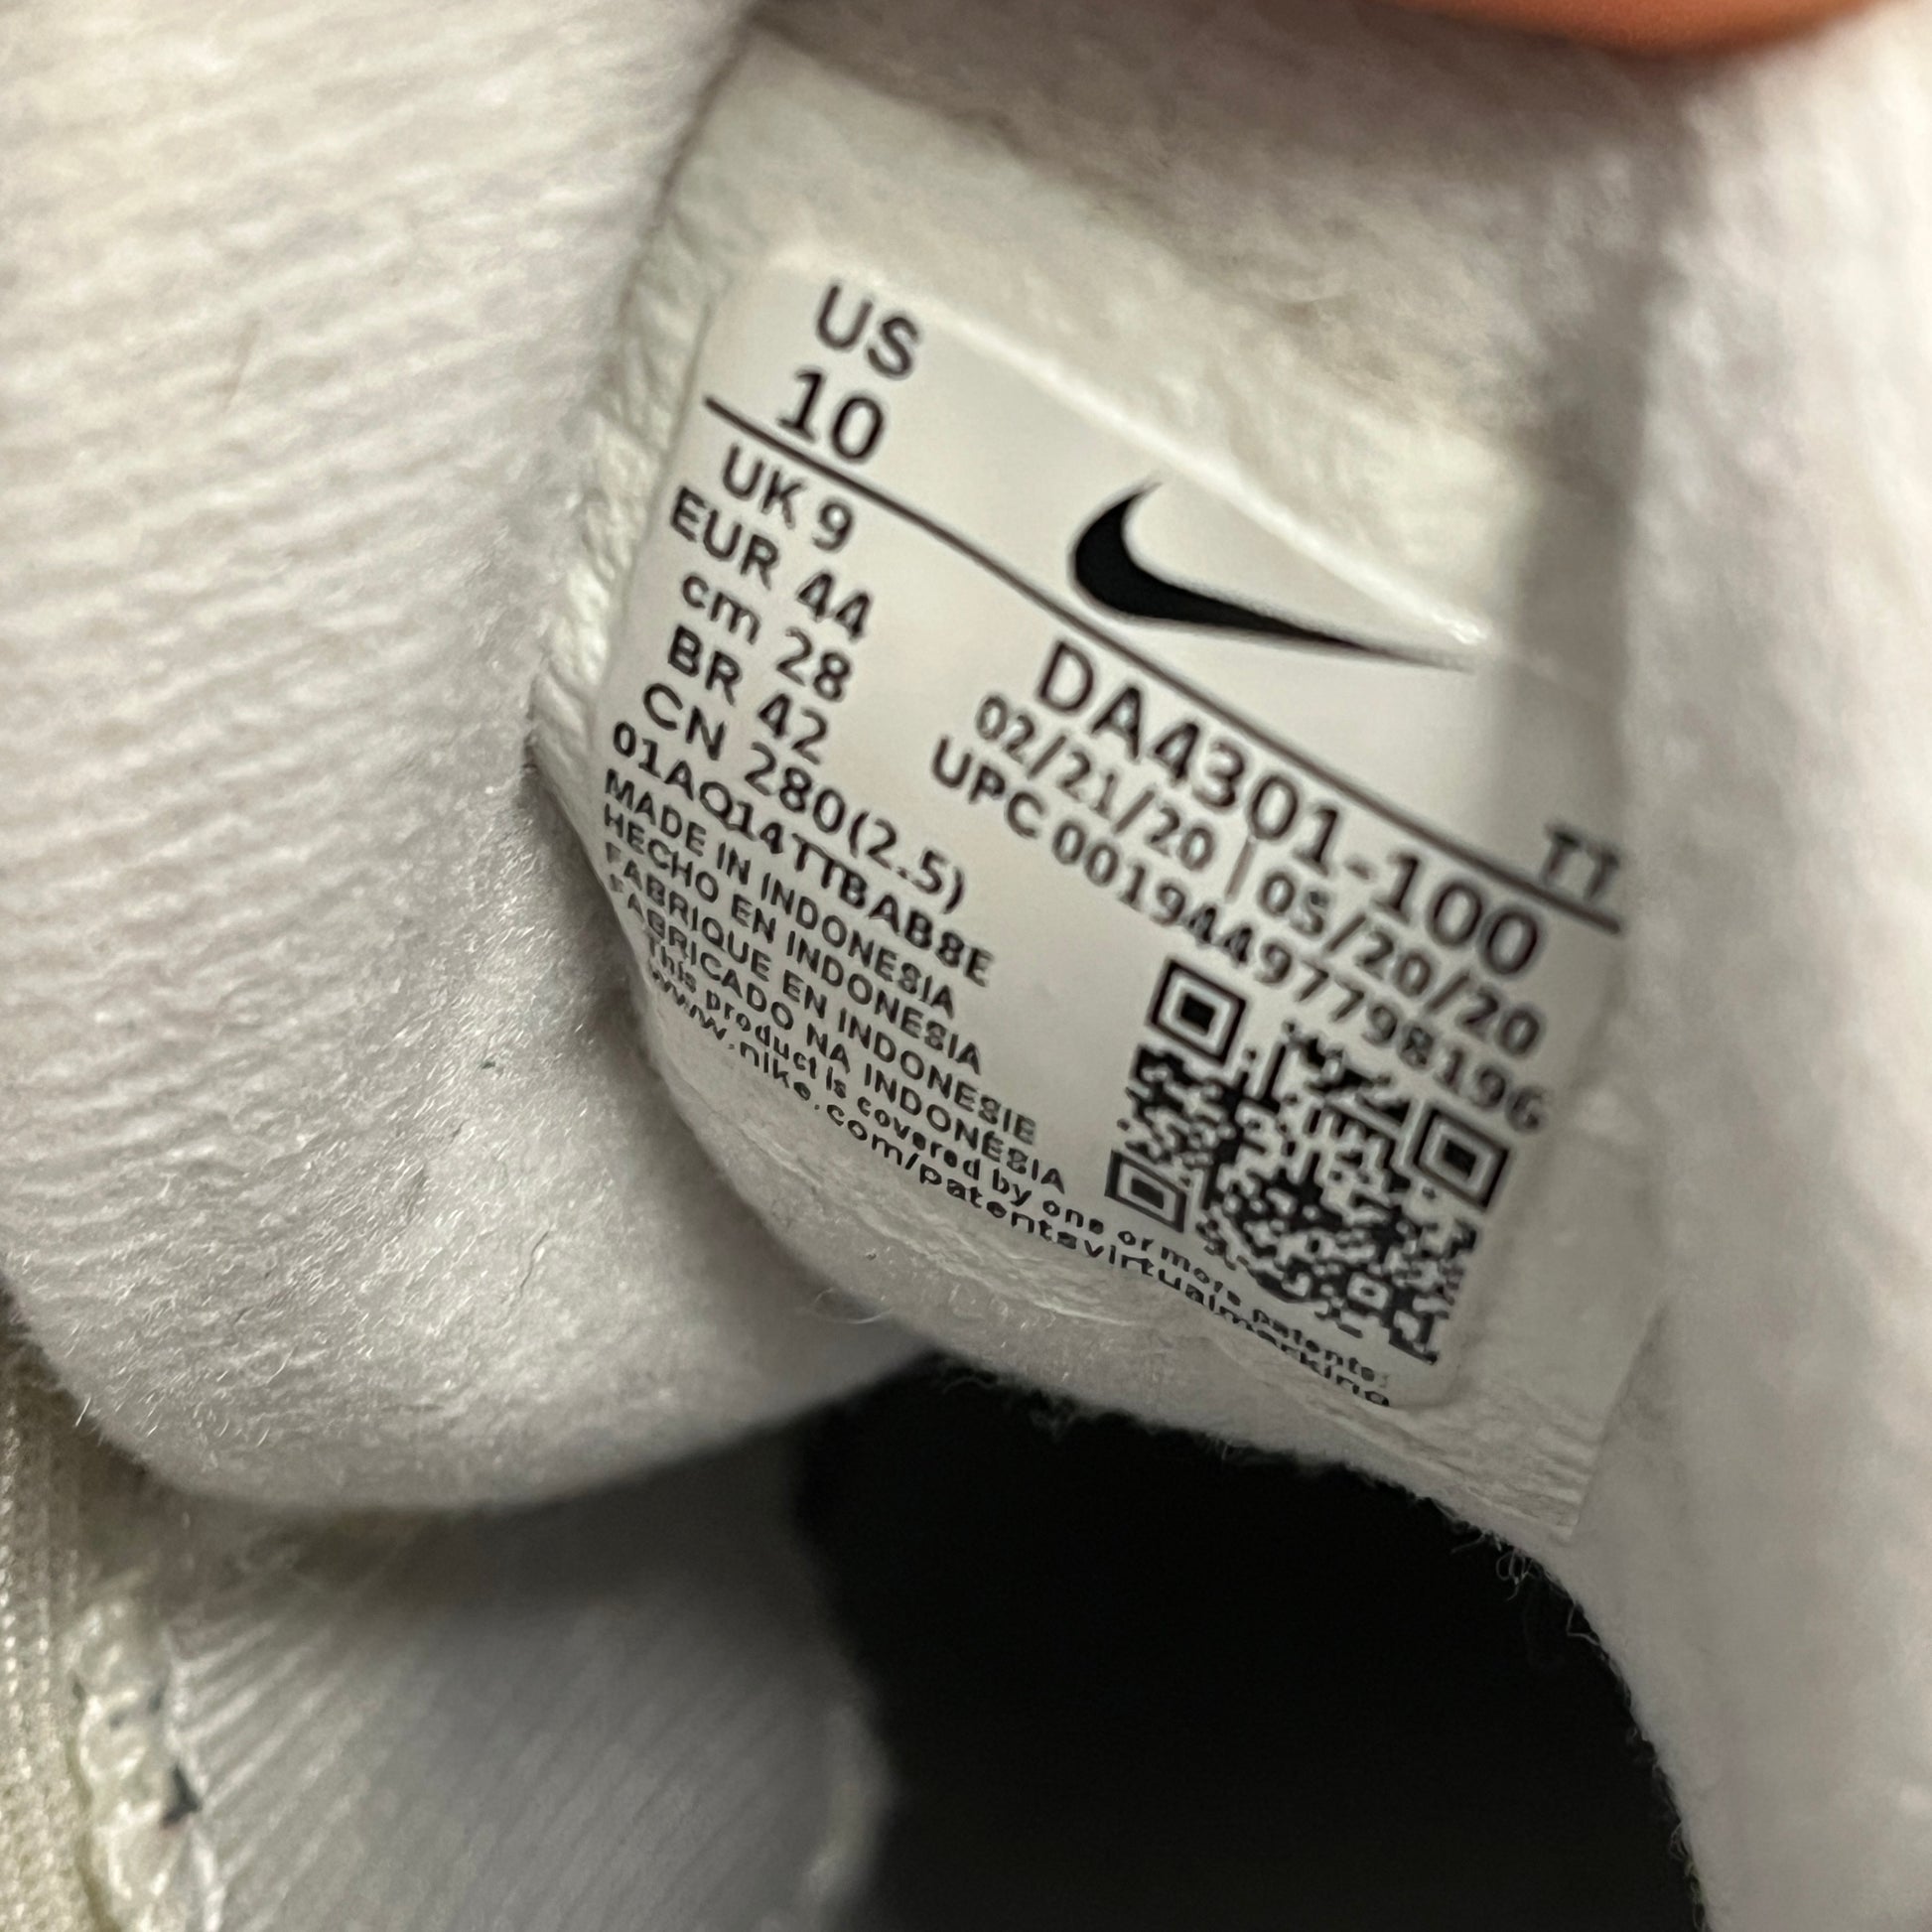 US
10
UK 9
EUR 44
cm 28
BR 42
CN 280(2.5)
01AQ14TTBAB8E
MADE IN INDONESIA
HECHO EN INDONESIA
FABRIQUE EN INDONESIE
FABRICADO NA INDONÉSIA
This product is covered by one or more patents:
www.nike.com/patentsvirtualmarking
TT
DA4301-100
02/21/20 | 05/20/20
UPC 00194497798196